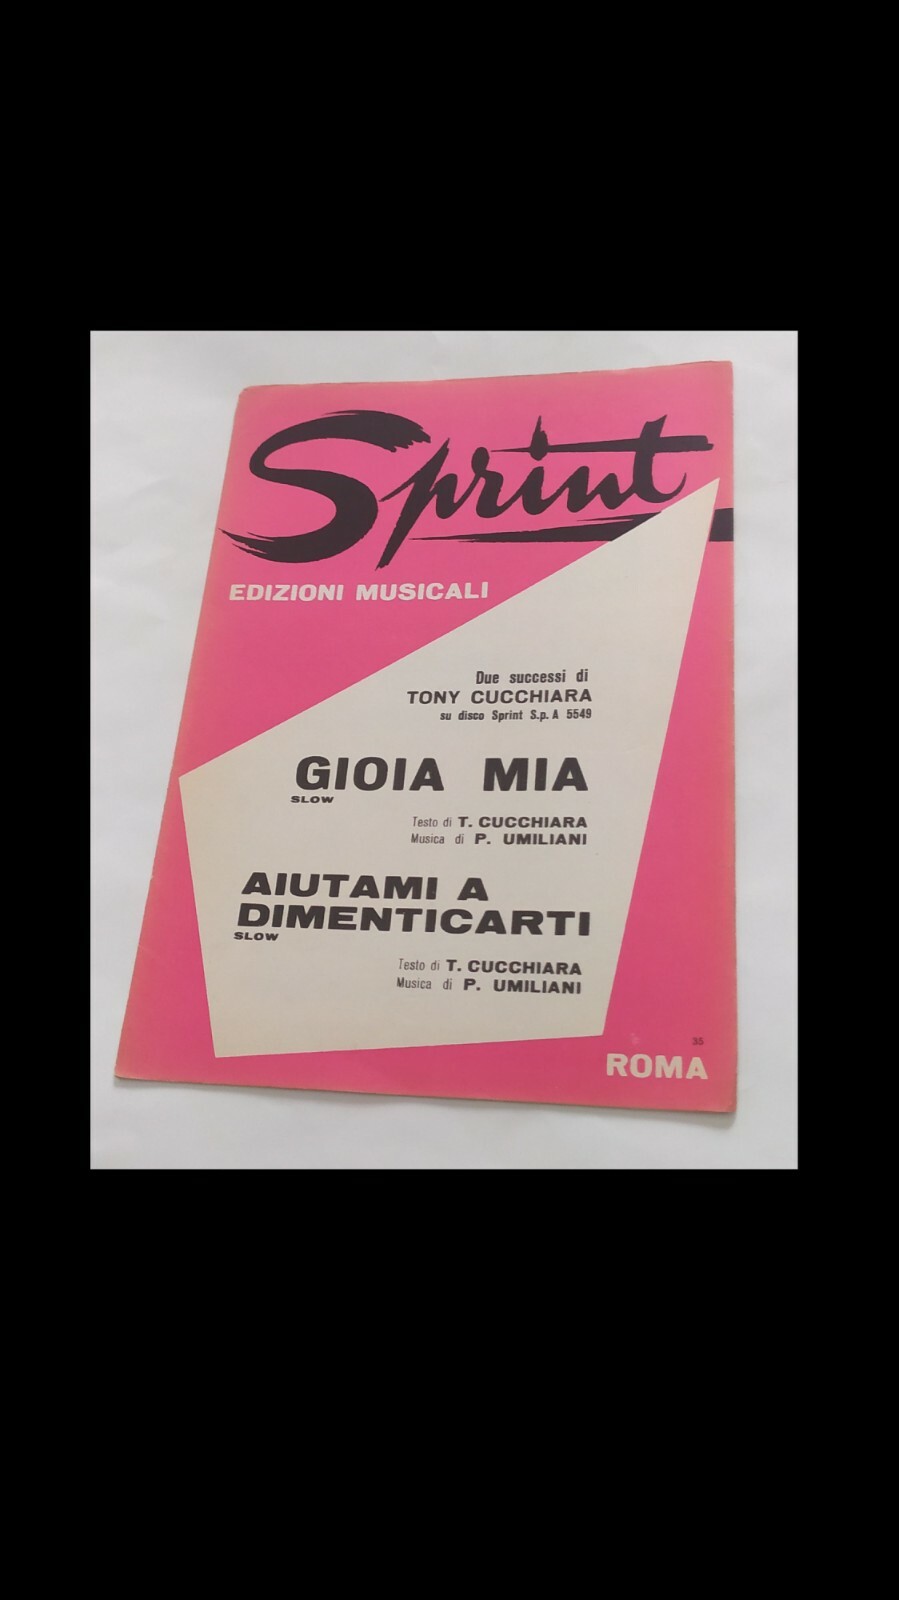 Sprint
EDIZIONI MUSICALI
Due successi di
TONY CUCCHIARA
su disco Sprint S.p. A 5549
GIOIA MIA
SLOW
Testo di T. CUCCHIARA
Musica di P. UMILIANI
AIUTAMI A
DIMENTICARTI
SLOW
Testo di T. CUCCHIARA
Musica di P. UMILIANI
35
ROMA